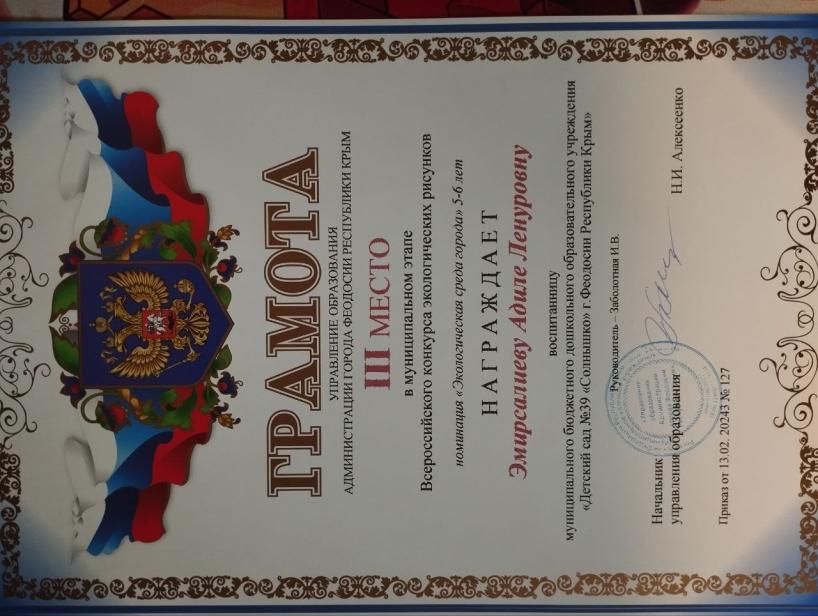 ГРАМОТА
УПРАВЛЕНИЕ ОБРАЗОВАНИЯ
АДМИНИСТРАЦИИ ГОРОДА ФЕОДОСИИ РЕСПУБЛИКИ КРЫМ
III МЕСТО
в муниципальном этапе
Всероссийского конкурса экологических рисунков
номинация «Экологическая среда города» 5-6 лет
НАГРАЖДАЕТ
Эмирсалиеву Адиле Ленуровну
воспитанницу
муниципального бюджетного дошкольного образовательного учреждения
«Детский сад №39 «Солнышко» г.Феодосии Республики Крым»
Руководитель – Заболотная И.В.
Начальник
управления образования Н.И. Алексеенко
Приказ от 13.02. 20243 № 127